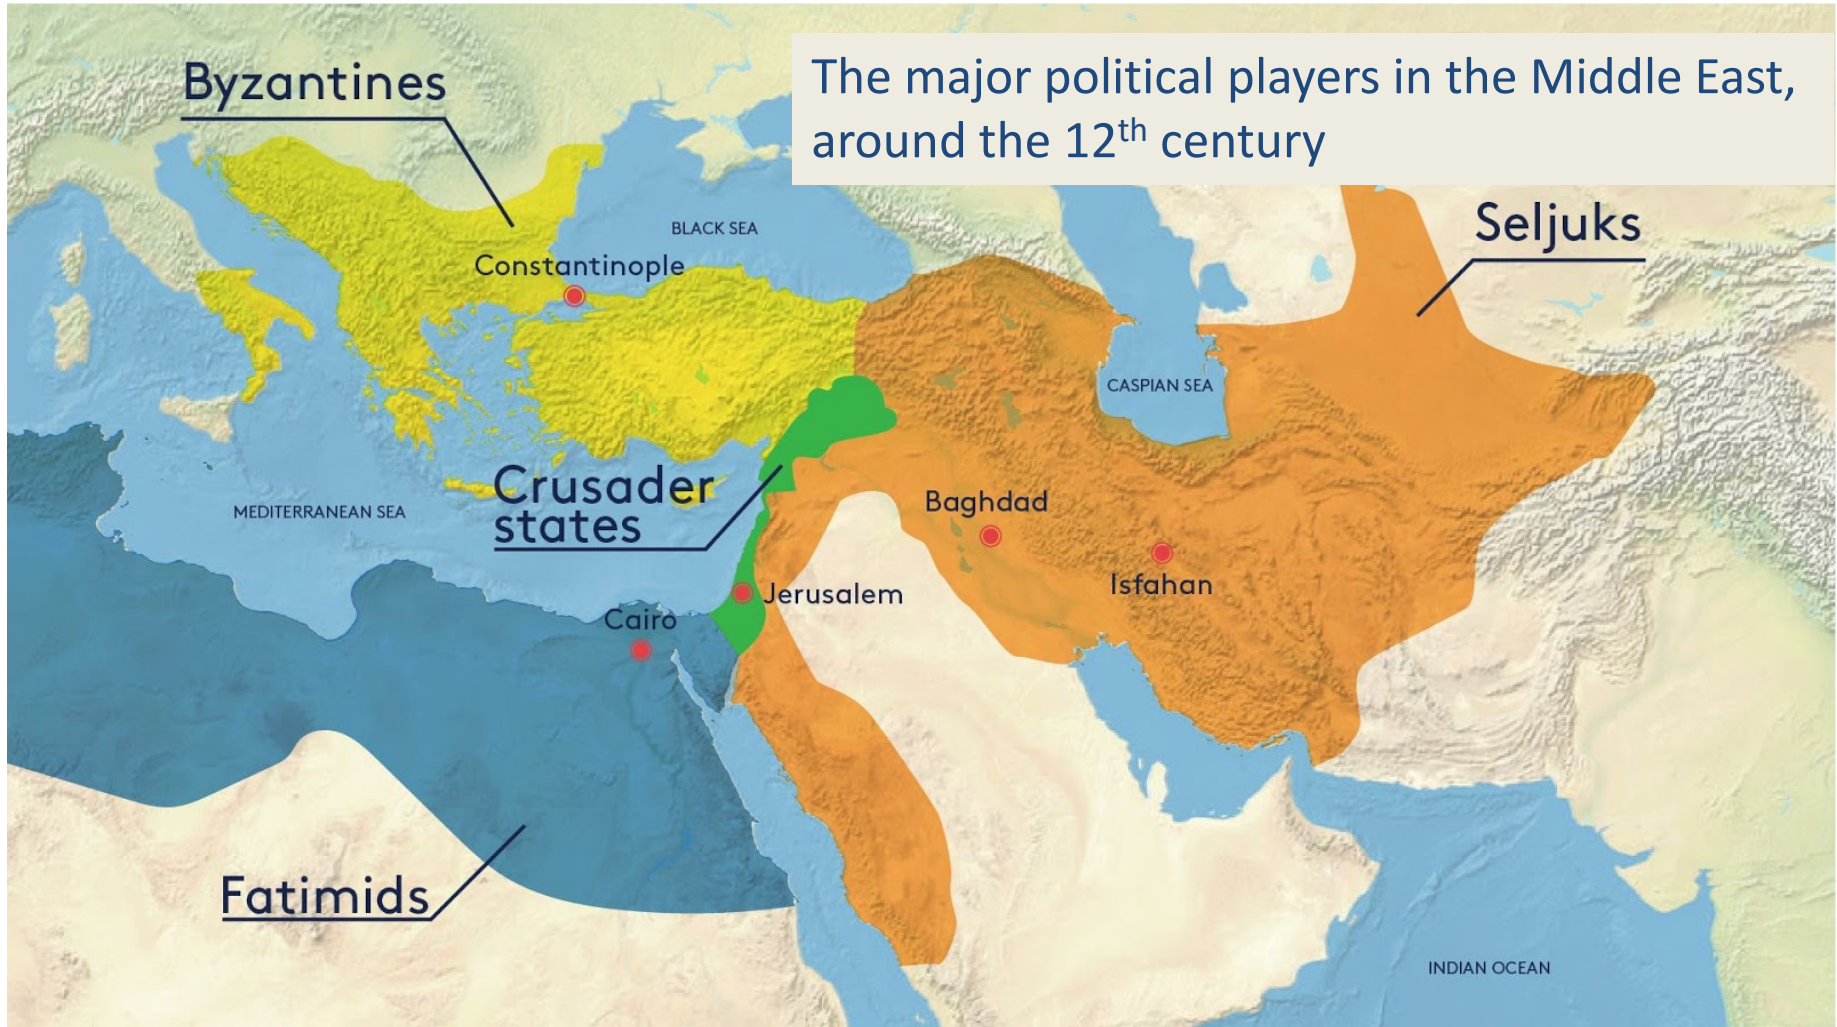 The major political players in the Middle East,
around the 12th century
Byzantines
Seljuks
BLACK SEA
Constantinople
CASPIAN SEA
Crusader
states
MEDITERRANEAN SEA
Baghdad
Isfahan
Jerusalem
Cairo
Fatimids
INDIAN OCEAN